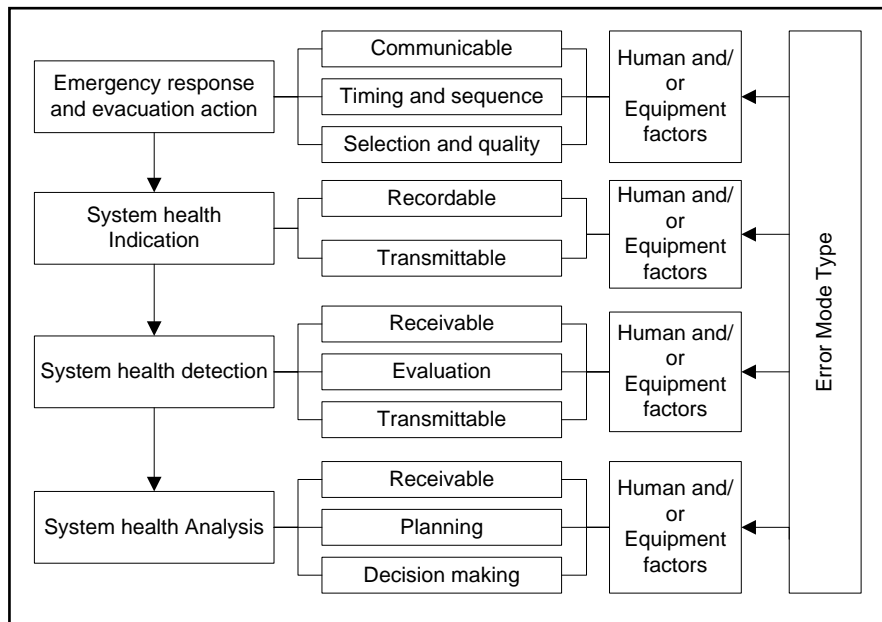 Emergency response
and evacuation action
Communicable
Timing and sequence
Selection and quality
Human and/
or
Equipment
factors
System health
Indication
Recordable
Transmittable
Human and/
or
Equipment
factors
System health detection
Receivable
Evaluation
Transmittable
Human and/
or
Equipment
factors
System health Analysis
Receivable
Planning
Decision making
Human and/
or
Equipment
factors
Error Mode Type